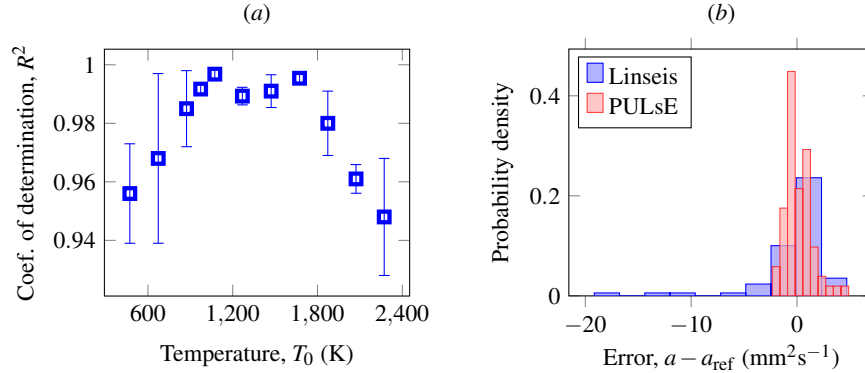 (a)
Coef. of determination, R²
1
0.98
0.96
0.94
600
1,200
1,800
2,400
Temperature, T₀ (K)
(b)
Probability density
0.4
0.2
0
Linseis
PULsE
−20
−10
0
Error, a − a_ref (mm²s⁻¹)